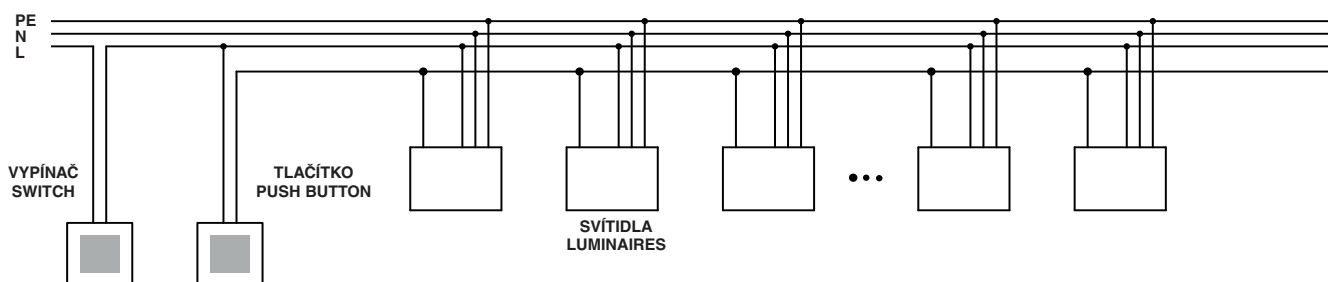 PE
N
L
VYPÍNAČ
SWITCH
TLAČÍTKO
PUSH BUTTON
SVÍTIDLA
LUMINAIRES